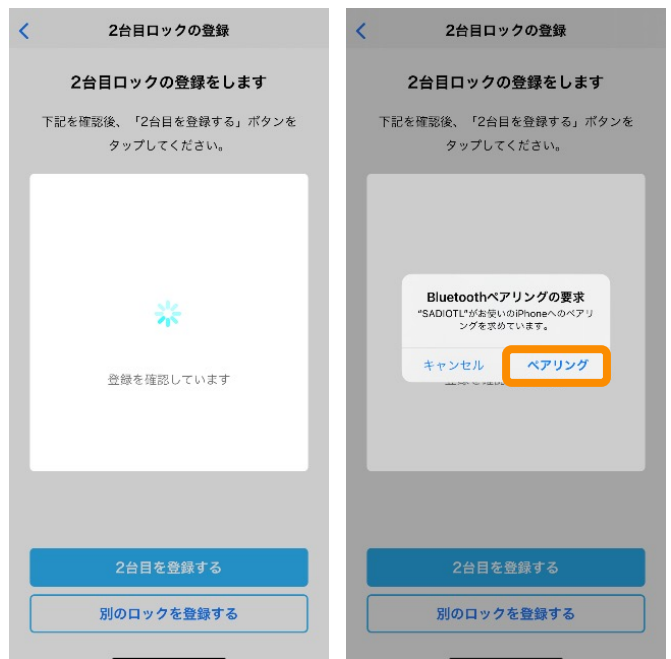 2台目ロックの登録
2台目ロックの登録をします
下記を確認後、「2台目を登録する」ボタンを
タップしてください。
登録を確認しています
2台目を登録する
別のロックを登録する
2台目ロックの登録
2台目ロックの登録をします
下記を確認後、「2台目を登録する」ボタンを
タップしてください。
Bluetoothペアリングの要求
"SADIOTL"がお使いのiPhoneへのペアリ
ングを求めています。
キャンセル ペアリング
2台目を登録する
別のロックを登録する